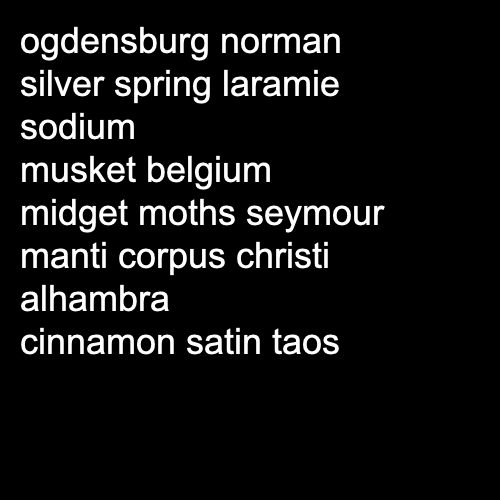 ogdensburg norman
silver spring laramie
sodium
musket belgium
midget moths seymour
manti corpus christi
alhambra
cinnamon satin taos